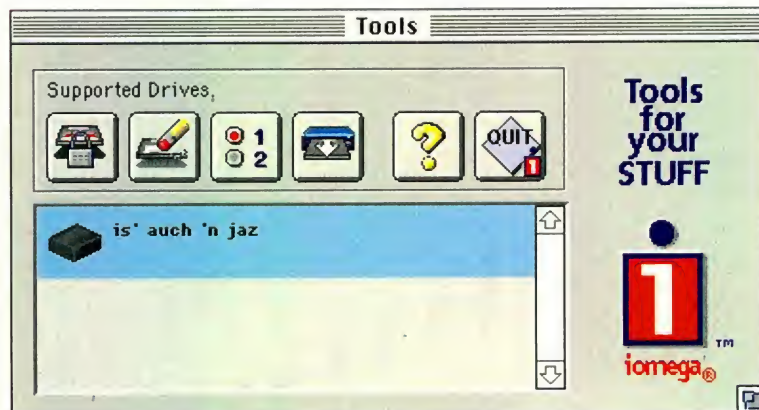 Tools
Supported Drives,
1
2
QUIT
is' auch 'n jaz
Tools
for
your
STUFF
TM
iomega®